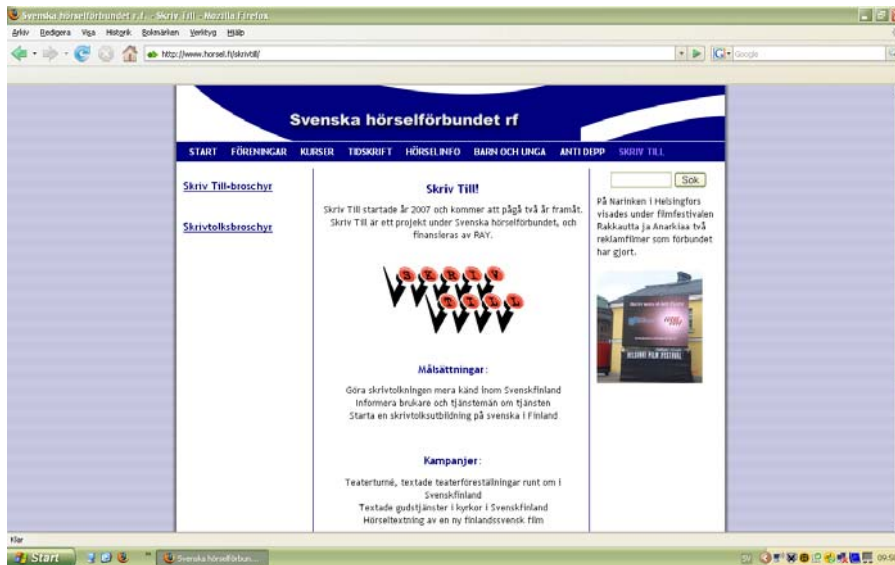 Svenska hörselförbundet r.f. - Skriv Till - Mozilla Firefox
Arkiv Redigera Visa Historik Bokmärken Verktyg Hjälp
http://www.horsel.fi/skrivtill/
Google
Svenska hörselförbundet rf
START FÖRENINGAR KURSER TIDSKRIFT HÖRSELINFO BARN OCH UNGA ANTI DEPP SKRIV TILL
Skriv Till-broschyr
Skrivtolksbroschyr
Skriv Till!
Skriv Till startade år 2007 och kommer att pågå två år framåt.
Skriv Till är ett projekt under Svenska hörselförbundet, och
finansieras av RAY.
SKRIV
TILL
Målsättningar:
Göra skrivtolkningen mera känd inom Svenskfinland
Informera brukare och tjänstemän om tjänsten
Starta en skrivtolksutbildning på svenska i Finland
Kampanjer:
Teaterturné, textade teaterföreställningar runt om i
Svenskfinland
Textade gudstjänster i kyrkor i Svenskfinland
Hörseltextning av en ny finlandssvensk film
Sök
På Narinken i Helsingfors
visades under filmfestivalen
Rakkautta ja Anarkiaa två
reklamfilmer som förbundet
har gjort.
HELSINKI FILM FESTIVAL
Klar
Start
Svenska hörselförbun...
SV